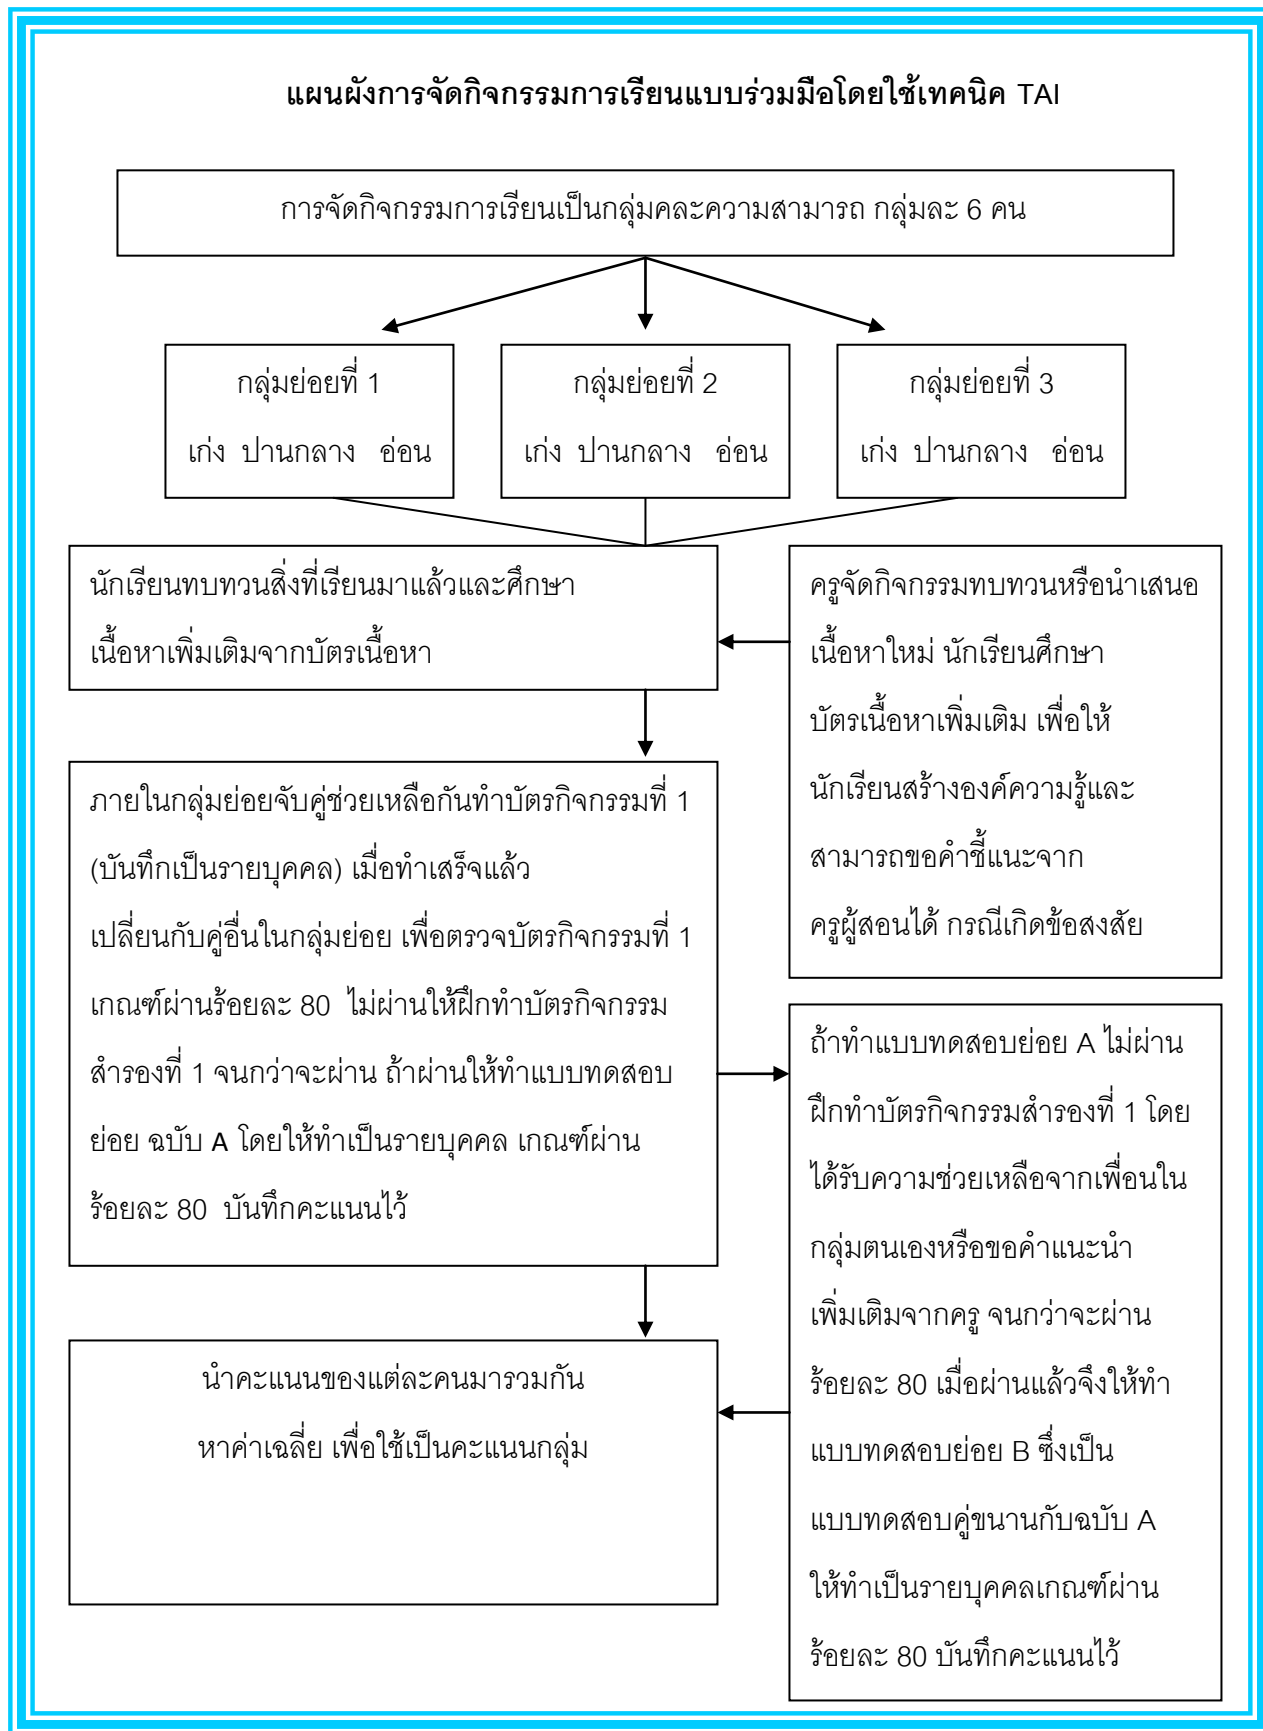 แผนผังการจัดกิจกรรมการเรียนแบบร่วมมือโดยใช้เทคนิค TAI
การจัดกิจกรรมการเรียนเป็นกลุ่มคละความสามารถ กลุ่มละ 6 คน
กลุ่มย่อยที่ 1
เก่ง ปานกลาง อ่อน
กลุ่มย่อยที่ 2
เก่ง ปานกลาง อ่อน
กลุ่มย่อยที่ 3
เก่ง ปานกลาง อ่อน
นักเรียนทบทวนสิ่งที่เรียนมาแล้วและศึกษา
เนื้อหาเพิ่มเติมจากบัตรเนื้อหา
ครูจัดกิจกรรมทบทวนหรือนำเสนอ
เนื้อหาใหม่ นักเรียนศึกษา
บัตรเนื้อหาเพิ่มเติม เพื่อให้
นักเรียนสร้างองค์ความรู้และ
สามารถขอคำชี้แนะจาก
ครูผู้สอนได้ กรณีเกิดข้อสงสัย
ภายในกลุ่มย่อยจับคู่ช่วยเหลือกันทำบัตรกิจกรรมที่ 1
(บันทึกเป็นรายบุคคล) เมื่อทำเสร็จแล้ว
เปลี่ยนกับคู่อื่นในกลุ่มย่อย เพื่อตรวจบัตรกิจกรรมที่ 1
เกณฑ์ผ่านร้อยละ 80 ไม่ผ่านให้ฝึกทำบัตรกิจกรรม
สำรองที่ 1 จนกว่าจะผ่าน ถ้าผ่านให้ทำแบบทดสอบ
ย่อย ฉบับ A โดยให้ทำเป็นรายบุคคล เกณฑ์ผ่าน
ร้อยละ 80 บันทึกคะแนนไว้
ถ้าทำแบบทดสอบย่อย A ไม่ผ่าน
ฝึกทำบัตรกิจกรรมสำรองที่ 1 โดย
ได้รับความช่วยเหลือจากเพื่อนใน
กลุ่มตนเองหรือขอคำแนะนำ
เพิ่มเติมจากครู จนกว่าจะผ่าน
ร้อยละ 80 เมื่อผ่านแล้วจึงให้ทำ
แบบทดสอบย่อย B ซึ่งเป็น
แบบทดสอบคู่ขนานกับฉบับ A
ให้ทำเป็นรายบุคคลเกณฑ์ผ่าน
ร้อยละ 80 บันทึกคะแนนไว้
นำคะแนนของแต่ละคนมารวมกัน
หาค่าเฉลี่ย เพื่อใช้เป็นคะแนนกลุ่ม